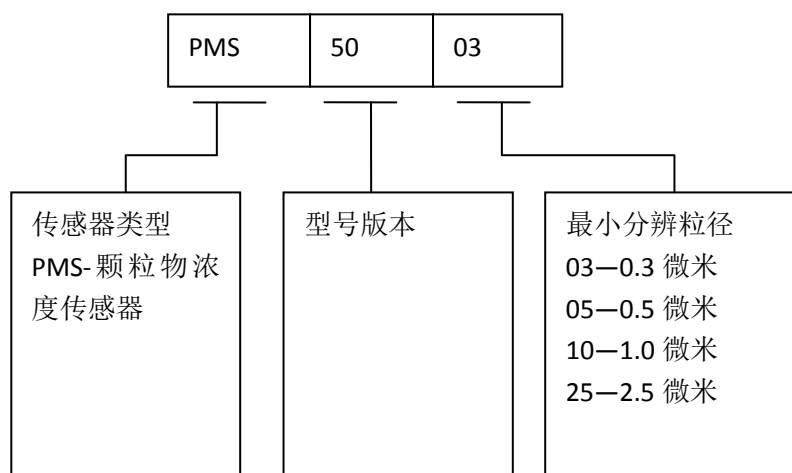 PMS 50 03
传感器类型
PMS-颗粒物浓
度传感器
型号版本
最小分辨粒径
03—0.3 微米
05—0.5 微米
10—1.0 微米
25—2.5 微米